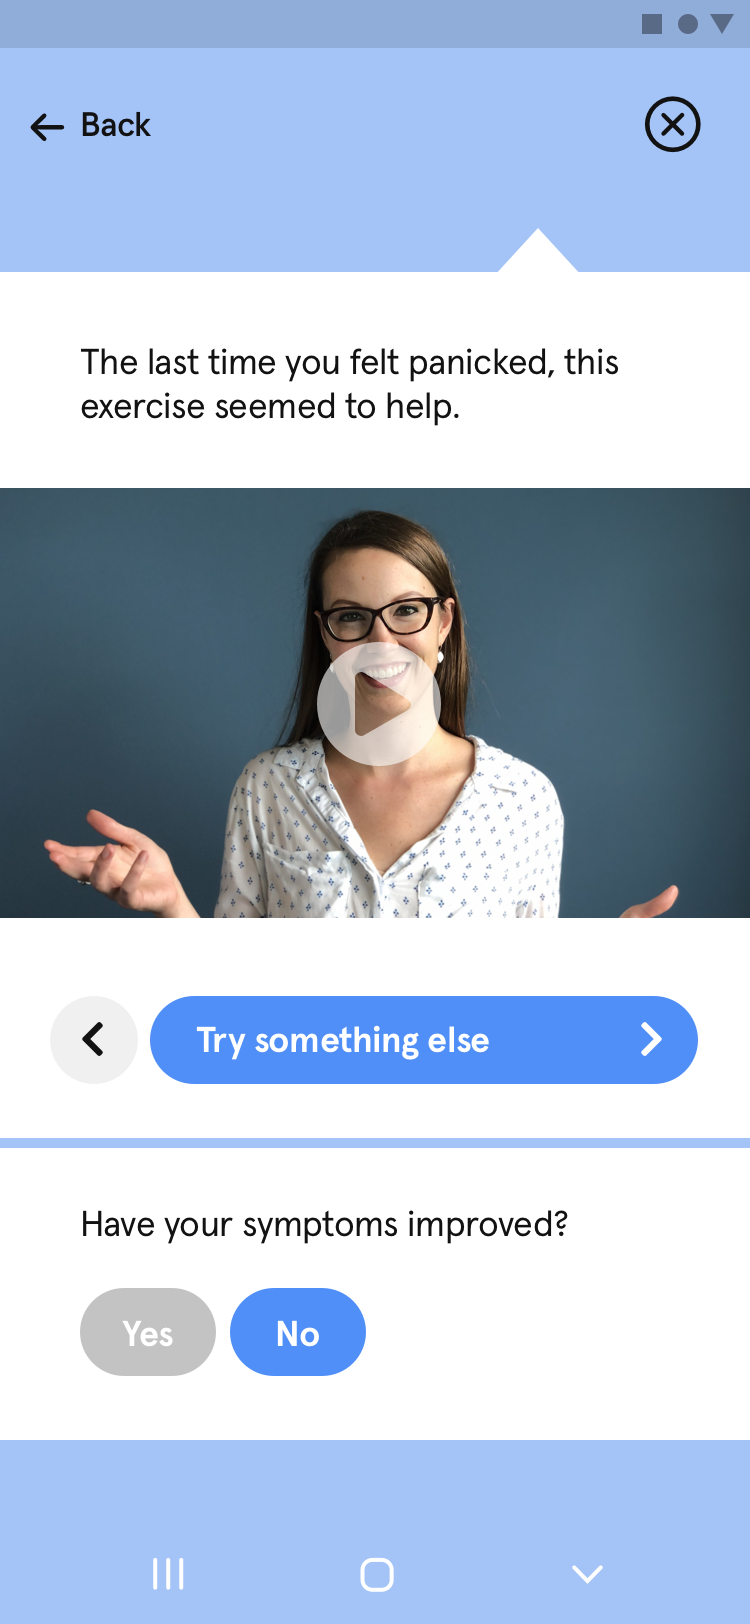 Back
The last time you felt panicked, this
exercise seemed to help.
Try something else
Have your symptoms improved?
Yes No